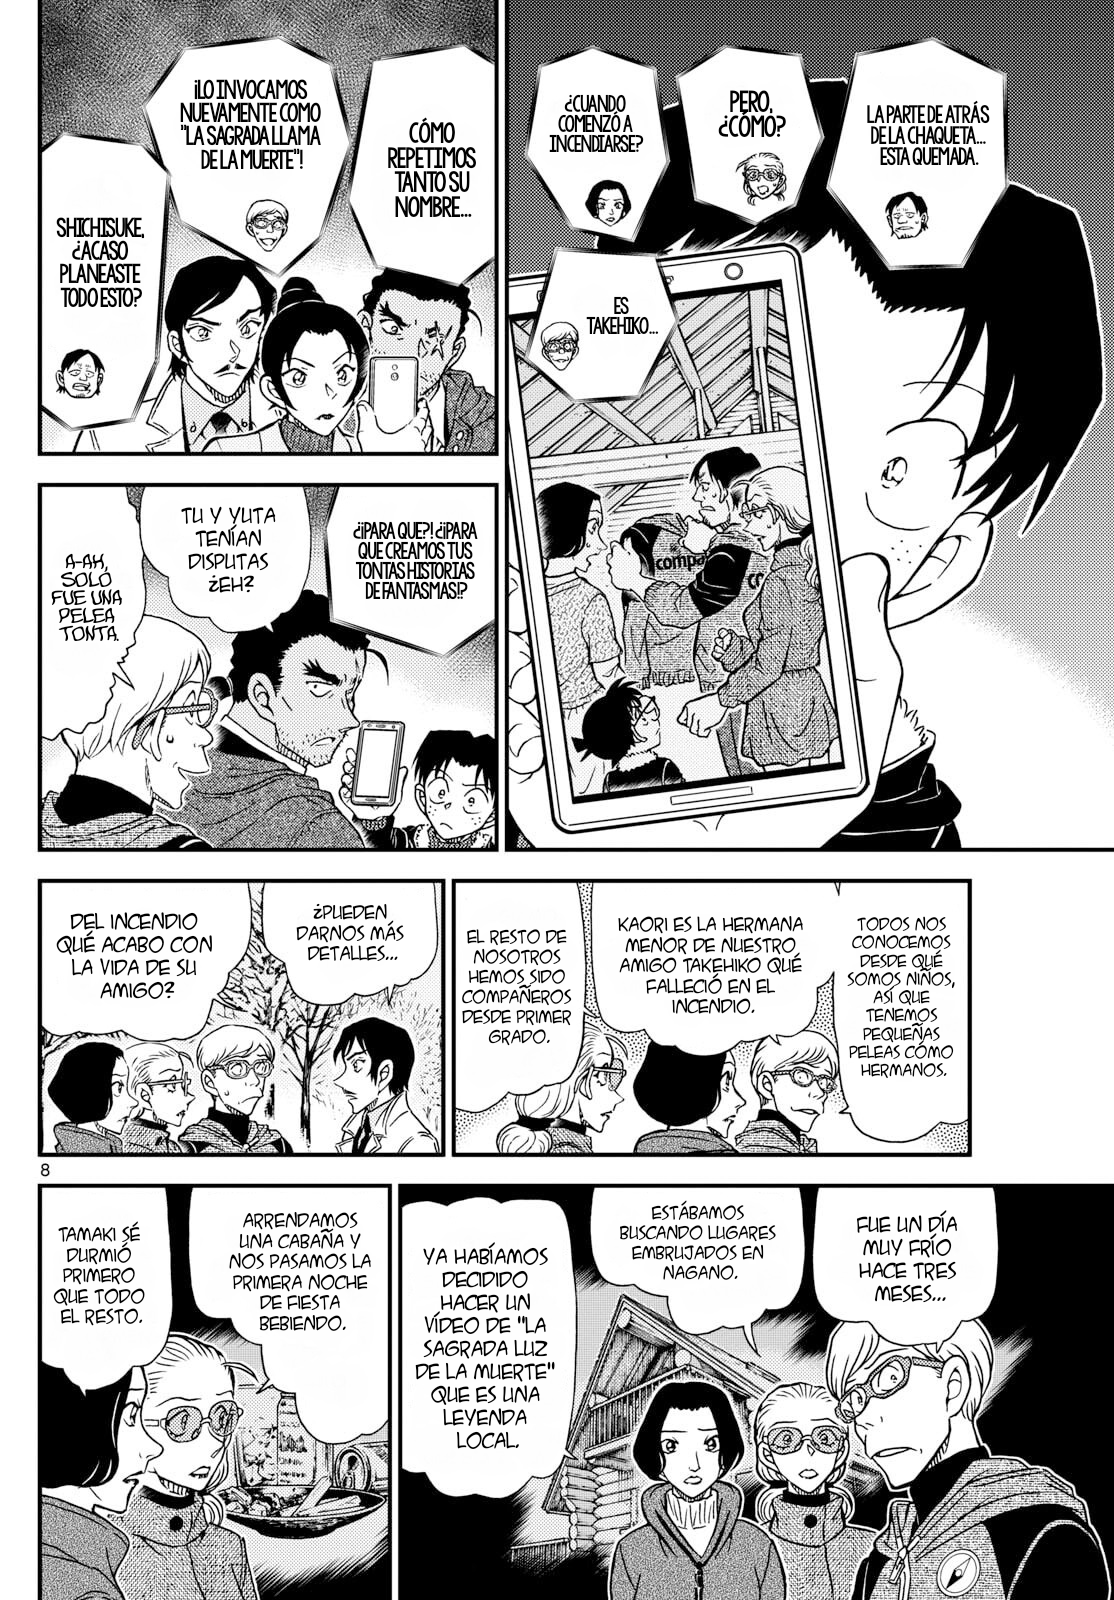 LA PARTE DE ATRÁS
DE LA CHAQUETA...
ESTA QUEMADA.
PERO,
¿CÓMO?
¿CUANDO
COMENZÓ A
INCENDIARSE?
ES
TAKEHIKO...
compa
CC
CÓMO
REPETIMOS
TANTO SU
NOMBRE...
¡LO INVOCAMOS
NUEVAMENTE COMO
"LA SAGRADA LLAMA
DE LA MUERTE"!
SHICHISUKE,
¿ACASO
PLANEASTE
TODO ESTO?
¿¡PARA QUE?! ¿¡PARA
QUE CREAMOS TUS
TONTAS HISTORIAS
DE FANTASMAS!?
TU Y YUTA
TENÍAN
DISPUTAS
¿EH?
A-AH,
SOLÓ
FUE UNA
PELEA
TONTA.
TODOS NOS
CONOCEMOS
DESDE QUÉ
SOMOS NIÑOS,
ASÍ QUE
TENEMOS
PEQUEÑAS
PELEAS CÓMO
HERMANOS.
KAORI ES LA HERMANA
MENOR DE NUESTRO
AMIGO TAKEHIKO QUÉ
FALLECIÓ EN EL
INCENDIO.
EL RESTO DE
NOSOTROS
HEMOS SIDO
COMPAÑEROS
DESDE PRIMER
GRADO.
¿PUEDEN
DARNOS MÁS
DETALLES...
DEL INCENDIO
QUÉ ACABO CON
LA VIDA DE SU
AMIGO?
8
FUE UN DÍA
MUY FRÍO
HACE TRES
MESES...
ESTÁBAMOS
BUSCANDO LUGARES
EMBRUJADOS EN
NAGANO.
YA HABÍAMOS
DECIDIDO
HACER UN
VÍDEO DE "LA
SAGRADA LUZ
DE LA MUERTE"
QUE ES UNA
LEYENDA
LOCAL.
ARRENDAMOS
UNA CABAÑA Y
NOS PASAMOS LA
PRIMERA NOCHE
DE FIESTA
BEBIENDO.
TAMAKI SÉ
DURMIÓ
PRIMERO
QUE TODO
EL RESTO.